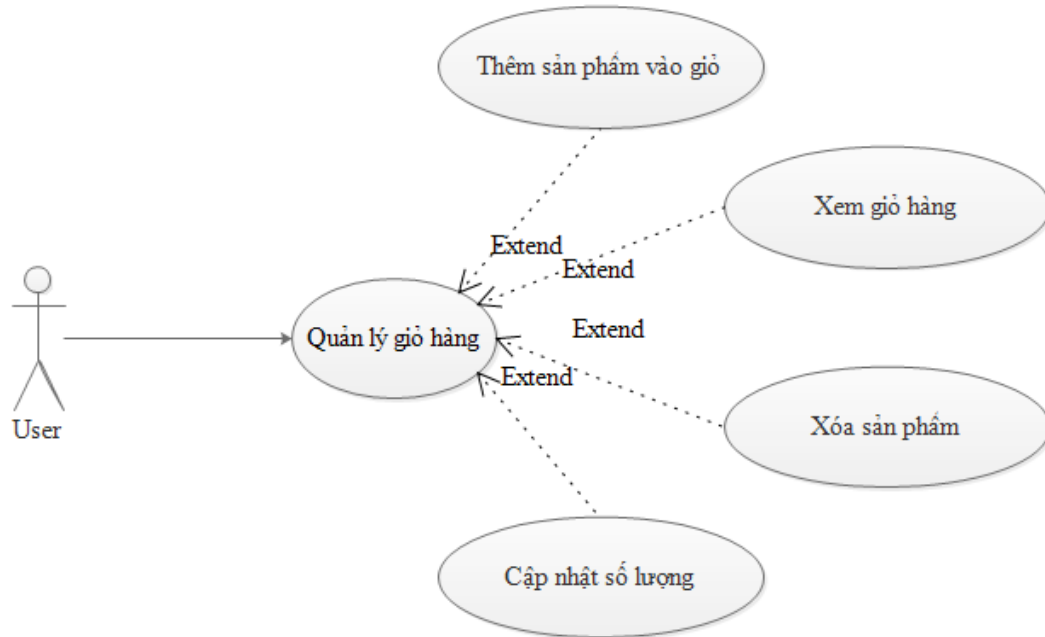 Thêm sản phẩm vào giỏ
Xem giỏ hàng
Extend
Extend
Extend
Quản lý giỏ hàng
Extend
User
Xóa sản phẩm
Cập nhật số lượng